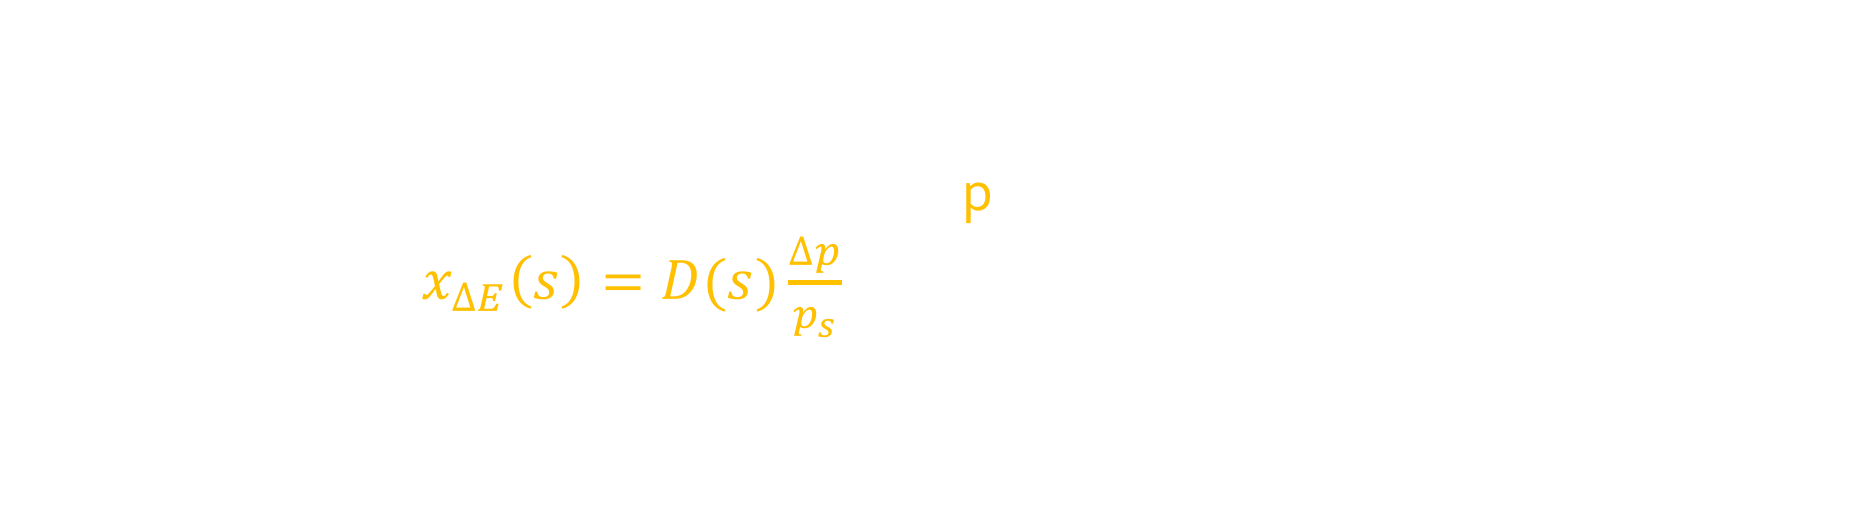 p
x_{ΔE}(s) = D(s) Δp/p_s